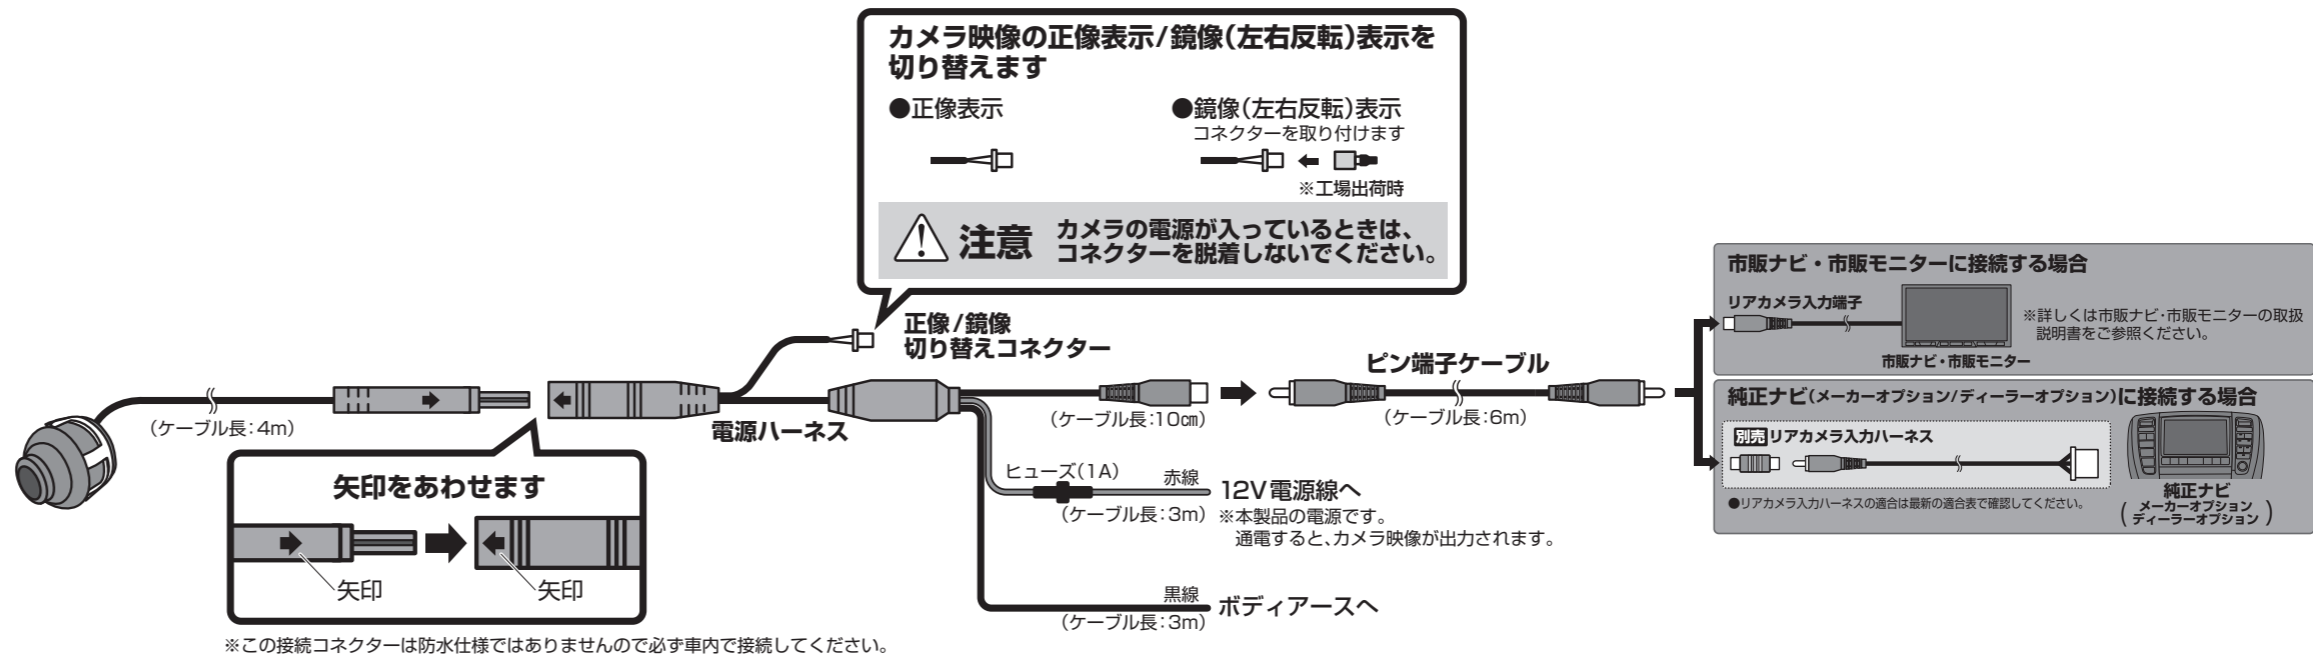 カメラ映像の正像表示/鏡像(左右反転)表示を
切り替えます
●正像表示
●鏡像(左右反転)表示
コネクターを取り付けます
※工場出荷時
注意
カメラの電源が入っているときは、
コネクターを脱着しないでください。
正像/鏡像
切り替えコネクター
(ケーブル長:4m)
電源ハーネス
矢印をあわせます
矢印
矢印
※この接続コネクターは防水仕様ではありませんので必ず車内で接続してください。
(ケーブル長:10㎝)
ピン端子ケーブル
(ケーブル長:6m)
ヒューズ(1A)
赤線
(ケーブル長:3m)
12V電源線へ
※本製品の電源です。
通電すると、カメラ映像が出力されます。
黒線
(ケーブル長:3m)
ボディアースへ
市販ナビ・市販モニターに接続する場合
リアカメラ入力端子
市販ナビ・市販モニター
※詳しくは市販ナビ・市販モニターの取扱
説明書をご参照ください。
純正ナビ(メーカーオプション/ディーラーオプション)に接続する場合
別売リアカメラ入力ハーネス
●リアカメラ入力ハーネスの適合は最新の適合表で確認してください。
純正ナビ
(メーカーオプション
ディーラーオプション)